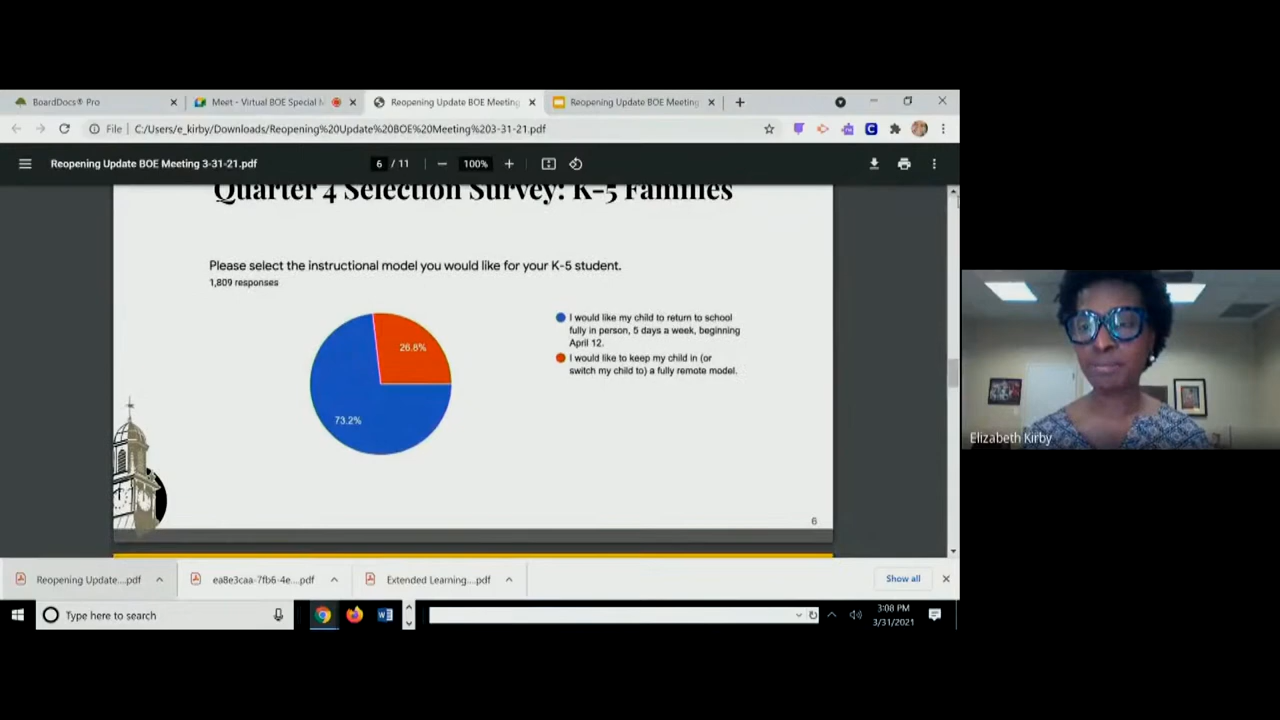 BoardDocs® Pro
Meet - Virtual BOE Special M
Reopening Update BOE Meeting
Reopening Update BOE Meeting
File
C:/Users/e_kirby/Downloads/Reopening%20Update%20BOE%20Meeting%203-31-21.pdf
Reopening Update BOE Meeting 3-31-21.pdf
6 / 11
100%
Quarter 4 Selection Survey: K-5 Families
Please select the instructional model you would like for your K-5 student.
1,809 responses
I would like my child to return to school
fully in person, 5 days a week, beginning
April 12.
I would like to keep my child in (or
switch my child to) a fully remote model.
26.8%
73.2%
6
Elizabeth Kirby
Reopening Update....pdf
ea8e3caa-7fb6-4e....pdf
Extended Learning....pdf
Show all
Type here to search
3:08 PM
3/31/2021